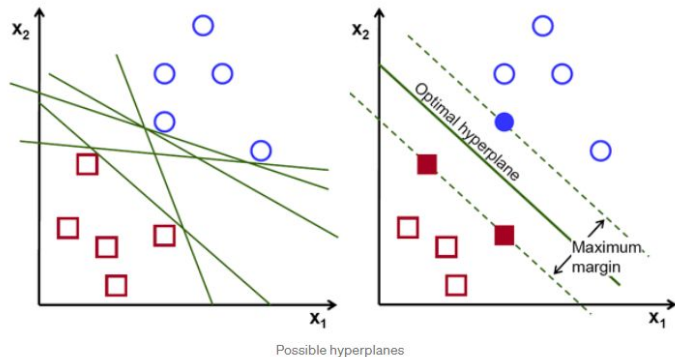 x₂
x₁
x₂
Optimal hyperplane
Maximum
margin
x₁
Possible hyperplanes